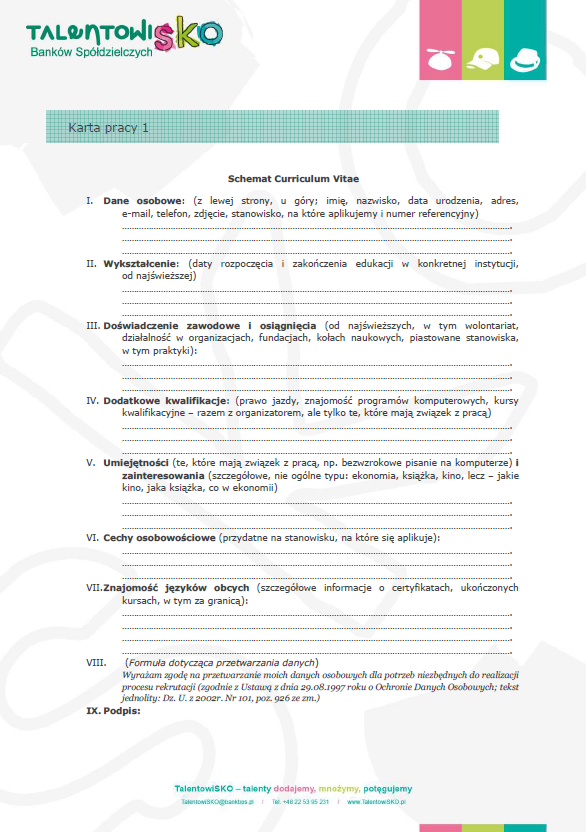 TALENTOWISKO
Banków Spółdzielczych
Karta pracy 1
Schemat Curriculum Vitae
I. Dane osobowe: (z lewej strony, u góry; imię, nazwisko, data urodzenia, adres,
e-mail, telefon, zdjęcie, stanowisko, na które aplikujemy i numer referencyjny)
II. Wykształcenie: (daty rozpoczęcia i zakończenia edukacji w konkretnej instytucji,
od najświeższej)
III. Doświadczenie zawodowe i osiągnięcia (od najświeższych, w tym wolontariat,
działalność w organizacjach, fundacjach, kołach naukowych, piastowane stanowiska,
w tym praktyki):
IV. Dodatkowe kwalifikacje: (prawo jazdy, znajomość programów komputerowych, kursy
kwalifikacyjne – razem z organizatorem, ale tylko te, które mają związek z pracą)
V. Umiejętności (te, które mają związek z pracą, np. bezwzrokowe pisanie na komputerze) i
zainteresowania (szczegółowe, nie ogólne typu: ekonomia, książka, kino, lecz – jakie
kino, jaka książka, co w ekonomii)
VI. Cechy osobowościowe (przydatne na stanowisku, na które się aplikuje):
VII.Znajomość języków obcych (szczegółowe informacje o certyfikatach, ukończonych
kursach, w tym za granicą):
VIII. (Formuła dotycząca przetwarzania danych)
Wyrażam zgodę na przetwarzanie moich danych osobowych dla potrzeb niezbędnych do realizacji
procesu rekrutacji (zgodnie z Ustawą z dnia 29.08.1997 roku o Ochronie Danych Osobowych; tekst
jednolity: Dz. U. z 2002r. Nr 101, poz. 926 ze zm.)
IX. Podpis:
TalentowiSKO – talenty dodajemy, mnożymy, potęgujemy
TalentowiSKO@banktps.pl I Tel. +48 22 53 95 231 I www.TalentowiSKO.pl